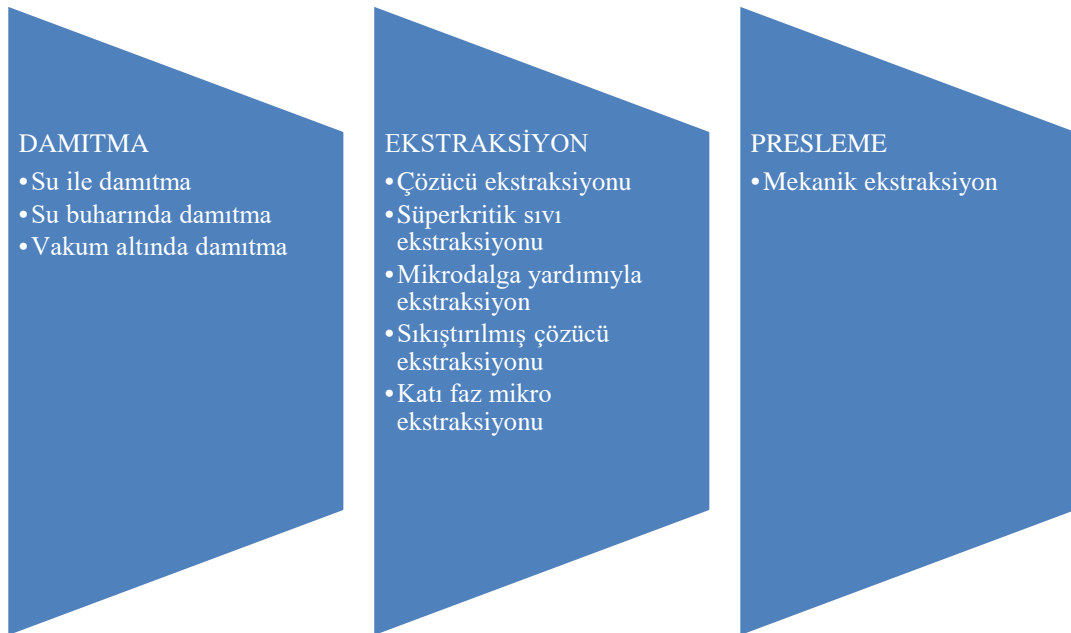 DAMITMA
•Su ile damıtma
•Su buharında damıtma
•Vakum altında damıtma
EKSTRAKSİYON
•Çözücü ekstraksiyonu
•Süperkritik sıvı
ekstraksiyonu
•Mikrodalga yardımıyla
ekstraksiyon
•Sıkıştırılmış çözücü
ekstraksiyonu
•Katı faz mikro
ekstraksiyonu
PRESLEME
•Mekanik ekstraksiyon